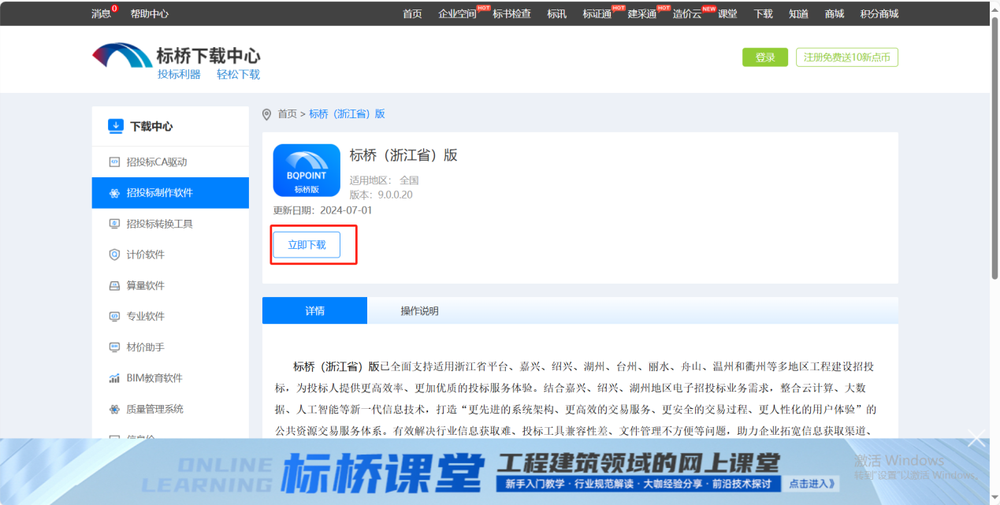 消息 0 帮助中心 首页 企业空间 HOT 标书检查 标讯 标证通 HOT 建采通 HOT 造价云 NEW 课堂 下载 知道 商城 积分商城
标桥下载中心
投标利器 轻松下载
登录 注册免费送10新点币
下载中心
招投标CA驱动
招投标制作软件
招投标转换工具
计价软件
算量软件
专业软件
材价助手
BIM教育软件
质量管理系统
首页 > 标桥（浙江省）版
BQPOINT
标桥版
标桥（浙江省）版
适用地区： 全国
版本：9.0.0.20
更新日期：2024-07-01
立即下载
详情 操作说明
标桥（浙江省）版已全面支持适用浙江省平台、嘉兴、绍兴、湖州、台州、丽水、舟山、温州和衢州等多地区工程建设招投
标，为投标人提供更高效率、更加优质的投标服务体验。结合嘉兴、绍兴、湖州地区电子招投标业务需求，整合云计算、大数
据、人工智能等新一代信息技术，打造“更先进的系统架构、更高效的交易服务、更安全的交易过程、更人性化的用户体验”的
公共资源交易服务体系。有效解决行业信息获取难、投标工具兼容性差、文件管理不方便等问题，助力企业拓宽信息获取渠道、
ONLINE
LEARNING
标桥课堂
工程建筑领域的网上课堂
新手入门教学·行业规范解读·大咖经验分享·前沿技术探讨 点击进入》
激活 Windows
转到"设置"以激活 Windows。